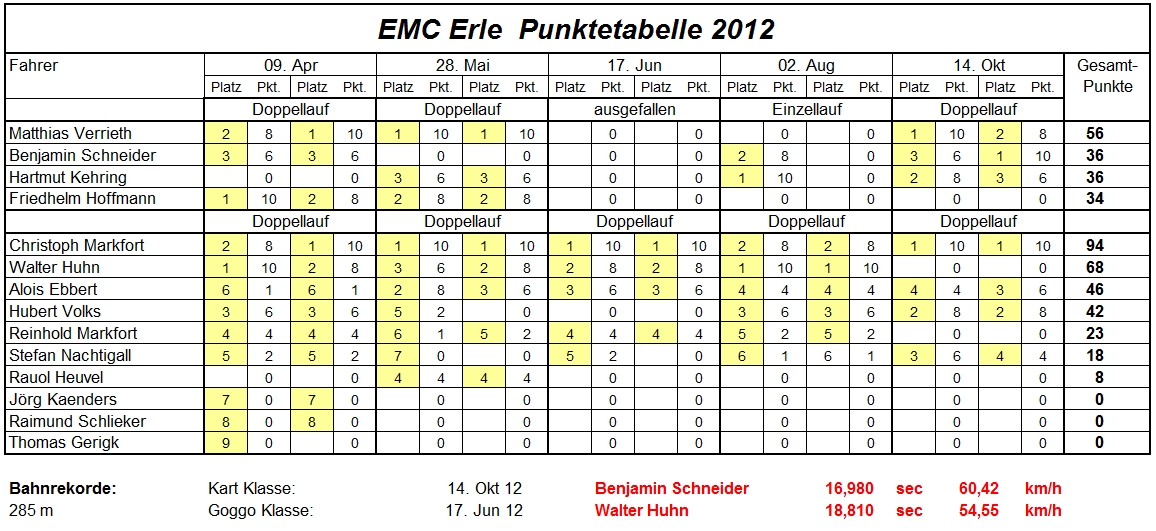 EMC Erle Punktetabelle 2012
Fahrer 09. Apr 28. Mai 17. Jun 02. Aug 14. Okt Gesamt-
Platz Pkt. Platz Pkt. Platz Pkt. Platz Pkt. Platz Pkt. Platz Pkt. Platz Pkt. Platz Pkt. Platz Pkt. Platz Pkt. Punkte
Doppellauf Doppellauf ausgefallen Einzellauf Doppellauf
Matthias Verrieth 2 8 1 10 1 10 1 10 0 0 0 0 1 10 2 8 56
Benjamin Schneider 3 6 3 6 0 0 0 0 2 8 0 3 6 1 10 36
Hartmut Kehring 0 0 3 6 3 6 0 0 1 10 0 2 8 3 6 36
Friedhelm Hoffmann 1 10 2 8 2 8 2 8 0 0 0 0 0 0 34
Doppellauf Doppellauf Doppellauf Doppellauf Doppellauf
Christoph Markfort 2 8 1 10 1 10 1 10 1 10 1 10 2 8 2 8 1 10 1 10 94
Walter Huhn 1 10 2 8 3 6 2 8 2 8 2 8 1 10 1 10 0 0 68
Alois Ebbert 6 1 6 1 2 8 3 6 3 6 3 6 4 4 4 4 4 4 3 6 46
Hubert Volks 3 6 3 6 5 2 0 0 0 3 6 3 6 2 8 2 8 42
Reinhold Markfort 4 4 4 4 6 1 5 2 4 4 4 4 5 2 5 2 0 0 23
Stefan Nachtigall 5 2 5 2 7 0 0 5 2 0 6 1 6 1 3 6 4 4 18
Rauol Heuvel 0 0 4 4 4 4 0 0 0 0 0 0 8
Jörg Kaenders 7 0 7 0 0 0 0 0 0 0 0 0 0
Raimund Schlieker 8 0 8 0 0 0 0 0 0 0 0 0 0
Thomas Gerigk 9 0 0 0 0 0 0 0 0 0 0 0
Bahnrekorde: Kart Klasse: 14. Okt 12 Benjamin Schneider 16,980 sec 60,42 km/h
285 m Goggo Klasse: 17. Jun 12 Walter Huhn 18,810 sec 54,55 km/h